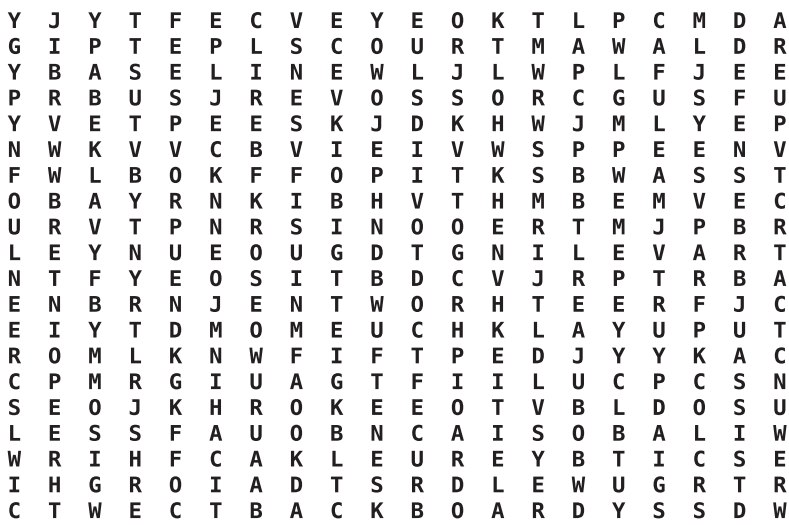 Y J Y T F E C V E Y E O K T L P C M D A
G I P T E P L S C O U R T M A W A L D R
Y B A S E L I N E W L J L W P L F J E E
P R B U S J R E V O S S O R C G U S F U
Y V E T P E E S K J D K H W J M L Y E P
N W K V V C B V I E I V W S P P E E N V
F W L B O K F F O P I T K S B W A S S T
O B A Y R N K I B H V T H M B E M V E C
U R V T P N R S I N O O E R T M J P B R
L E Y N U E O U G D T G N I L E V A R T
N T F Y E O S I T B D C V J R P T R B A
E N B R N J E N T W O R H T E E R F J C
E I Y T D M O M E U C H K L A Y U P U T
R O M L K N W F I F T P E D J Y Y K A C
C P M R G I U A G T F I I L U C P C S N
S E O J K H R O K E E O T V B L D O S U
L E S S F A U O B N C A I S O B A L I W
W R I H F C A K L E U R E Y B T I C S E
I H G R O I A D T S R D L E W U G R T R
C T W E C T B A C K B O A R D Y S S D W